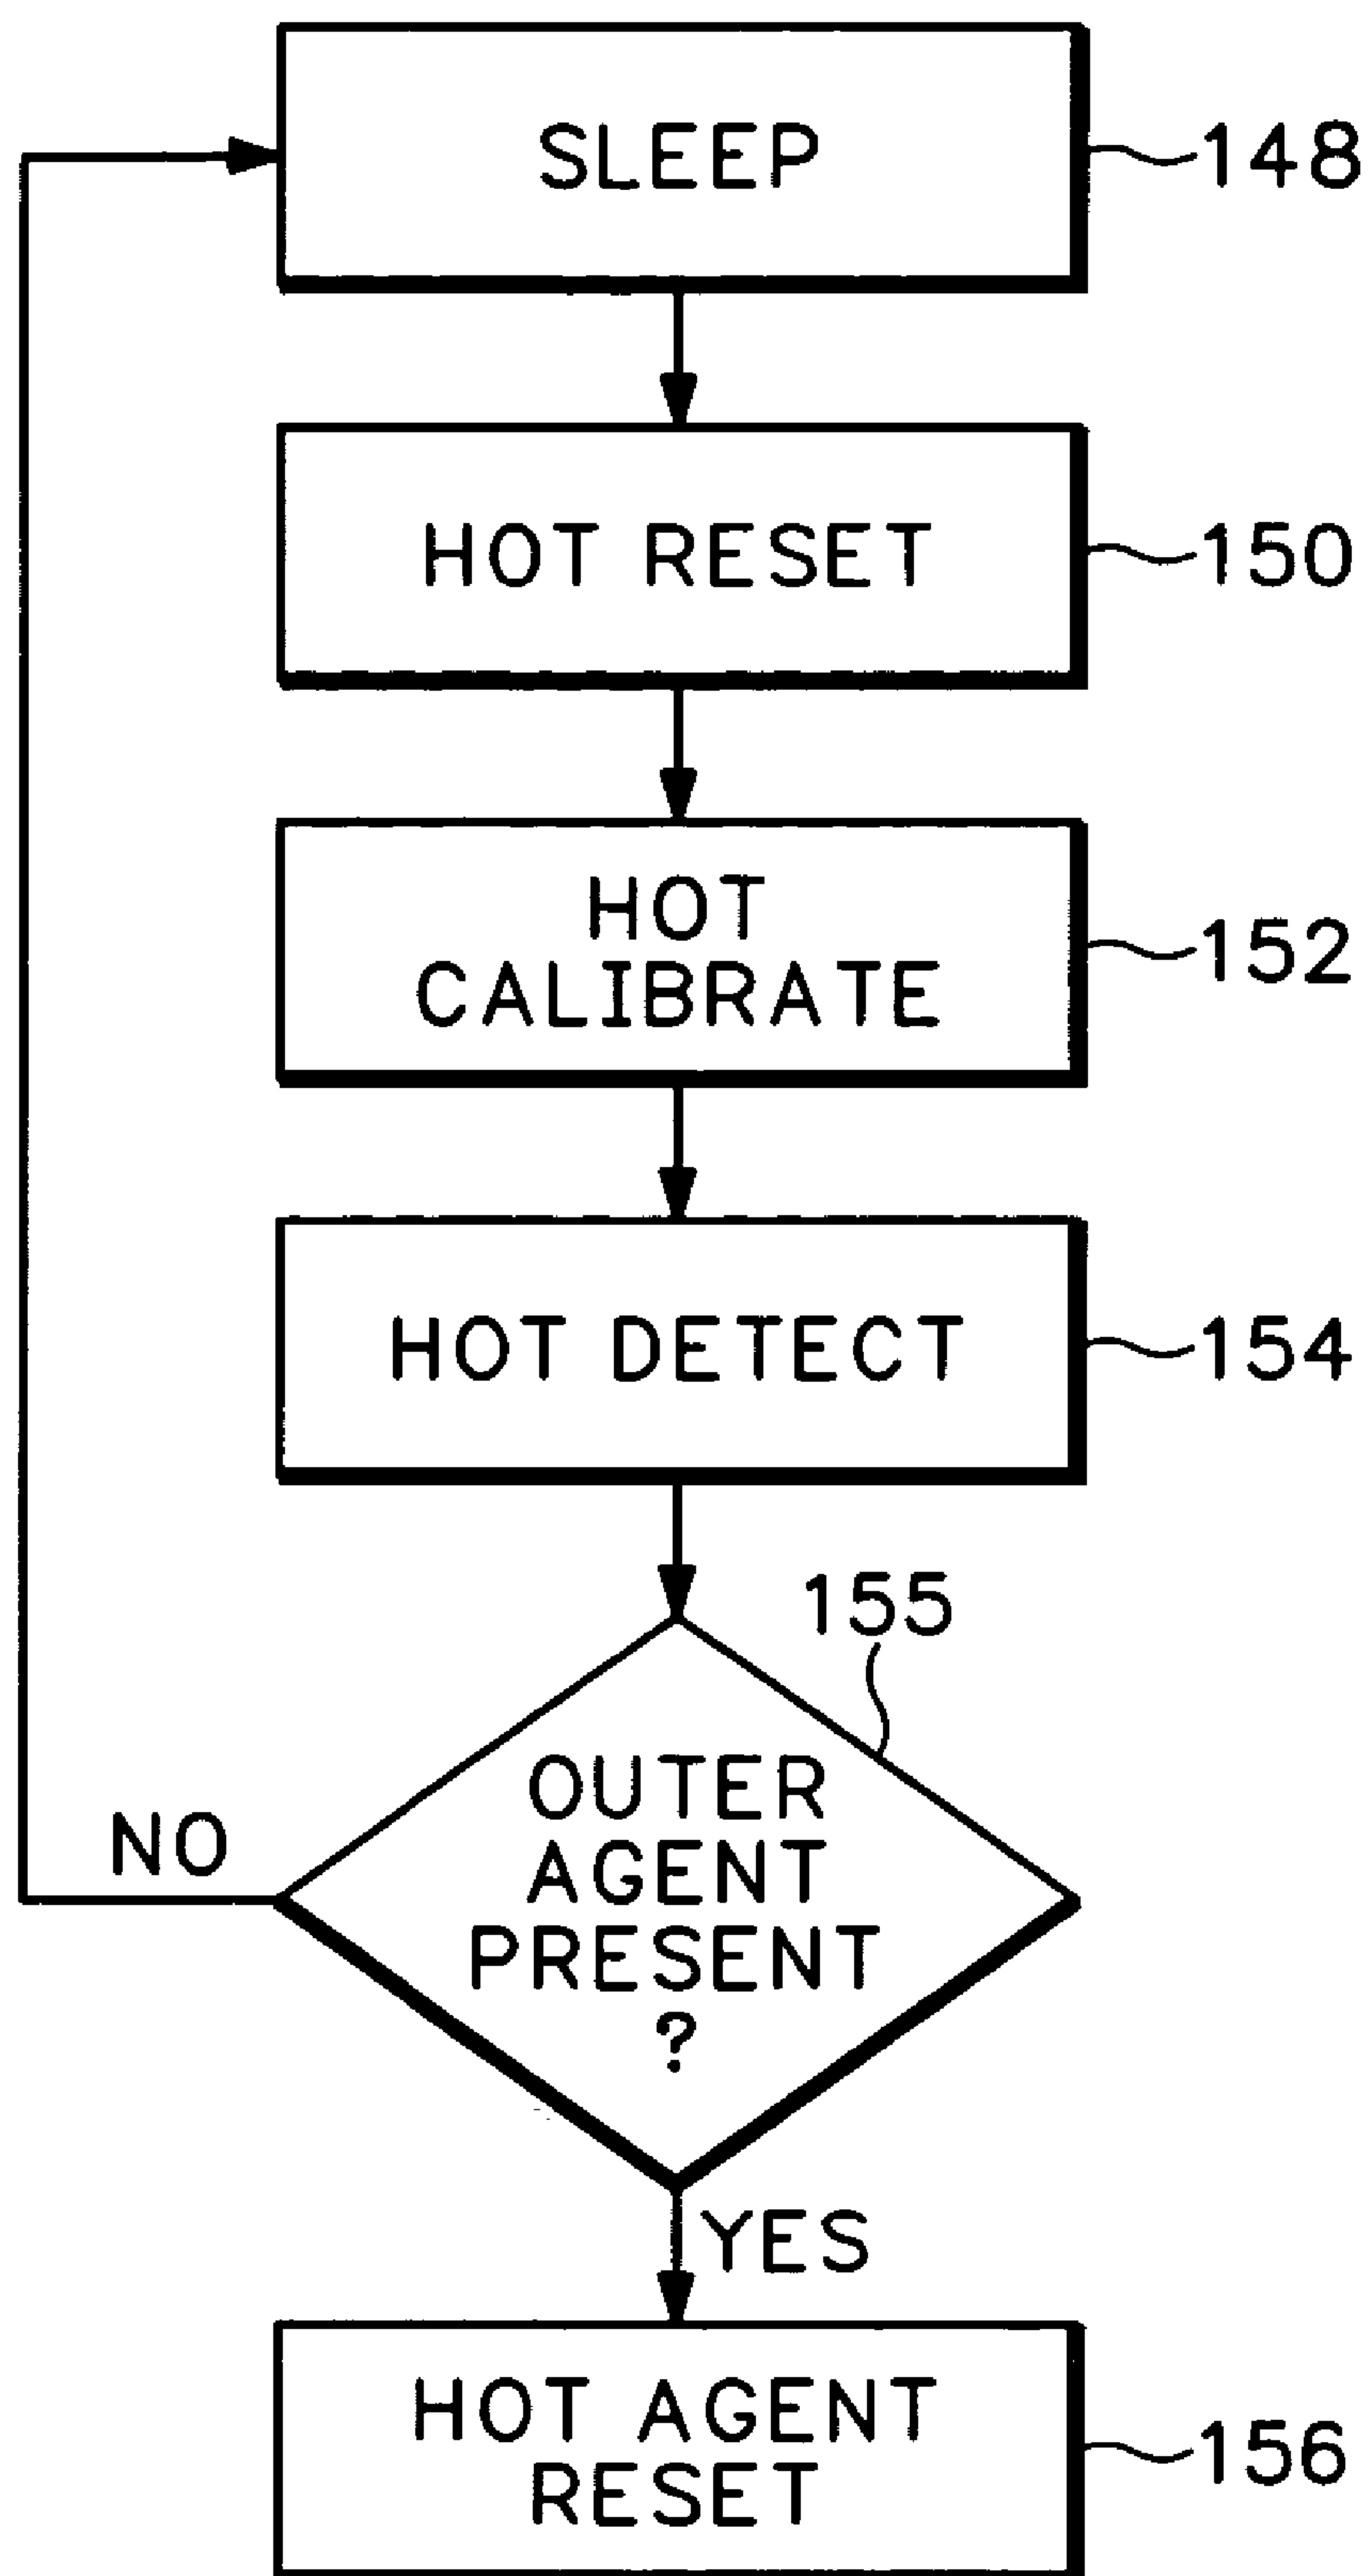 SLEEP
148
HOT RESET
150
HOT
CALIBRATE
152
HOT DETECT
154
155
OUTER
AGENT
PRESENT
?
NO
YES
HOT AGENT
RESET
156